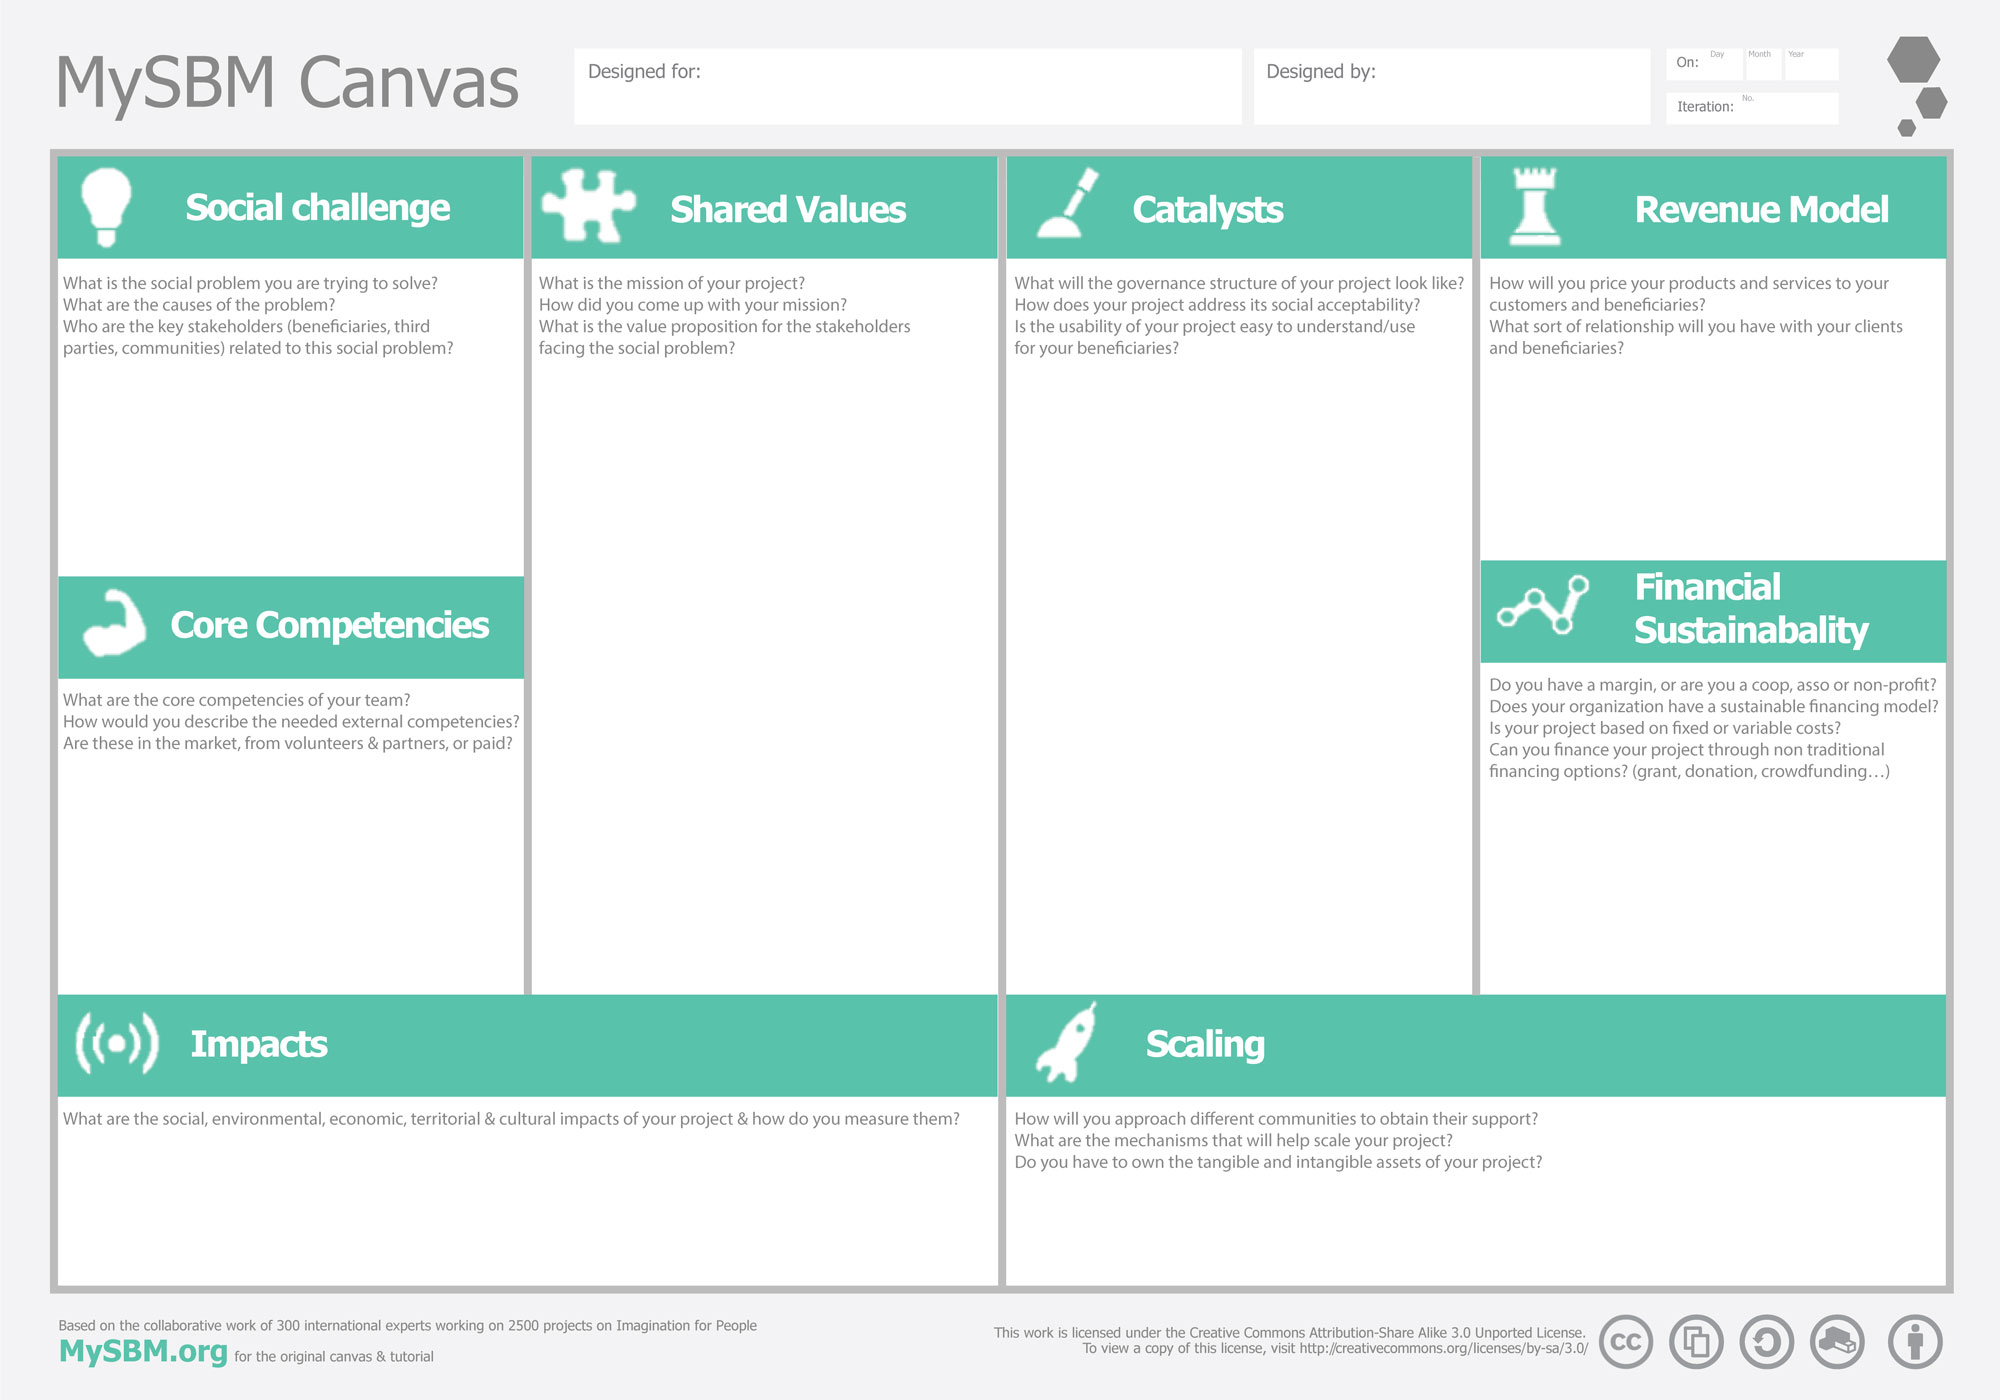 MySBM Canvas
Designed for:
Designed by:
On:
Day
Month
Year
Iteration:
No.
Social challenge
What is the social problem you are trying to solve?
What are the causes of the problem?
Who are the key stakeholders (beneficiaries, third
parties, communities) related to this social problem?
Core Competencies
What are the core competencies of your team?
How would you describe the needed external competencies?
Are these in the market, from volunteers & partners, or paid?
Shared Values
What is the mission of your project?
How did you come up with your mission?
What is the value proposition for the stakeholders
facing the social problem?
Catalysts
What will the governance structure of your project look like?
How does your project address its social acceptability?
Is the usability of your project easy to understand/use
for your beneficiaries?
Revenue Model
How will you price your products and services to your
customers and beneficiaries?
What sort of relationship will you have with your clients
and beneficiaries?
Financial
Sustainabality
Do you have a margin, or are you a coop, asso or non-profit?
Does your organization have a sustainable financing model?
Is your project based on fixed or variable costs?
Can you finance your project through non traditional
financing options? (grant, donation, crowdfunding…)
Impacts
What are the social, environmental, economic, territorial & cultural impacts of your project & how do you measure them?
Scaling
How will you approach different communities to obtain their support?
What are the mechanisms that will help scale your project?
Do you have to own the tangible and intangible assets of your project?
Based on the collaborative work of 300 international experts working on 2500 projects on Imagination for People
MySBM.org for the original canvas & tutorial
This work is licensed under the Creative Commons Attribution-Share Alike 3.0 Unported License.
To view a copy of this license, visit http://creativecommons.org/licenses/by-sa/3.0/
cc